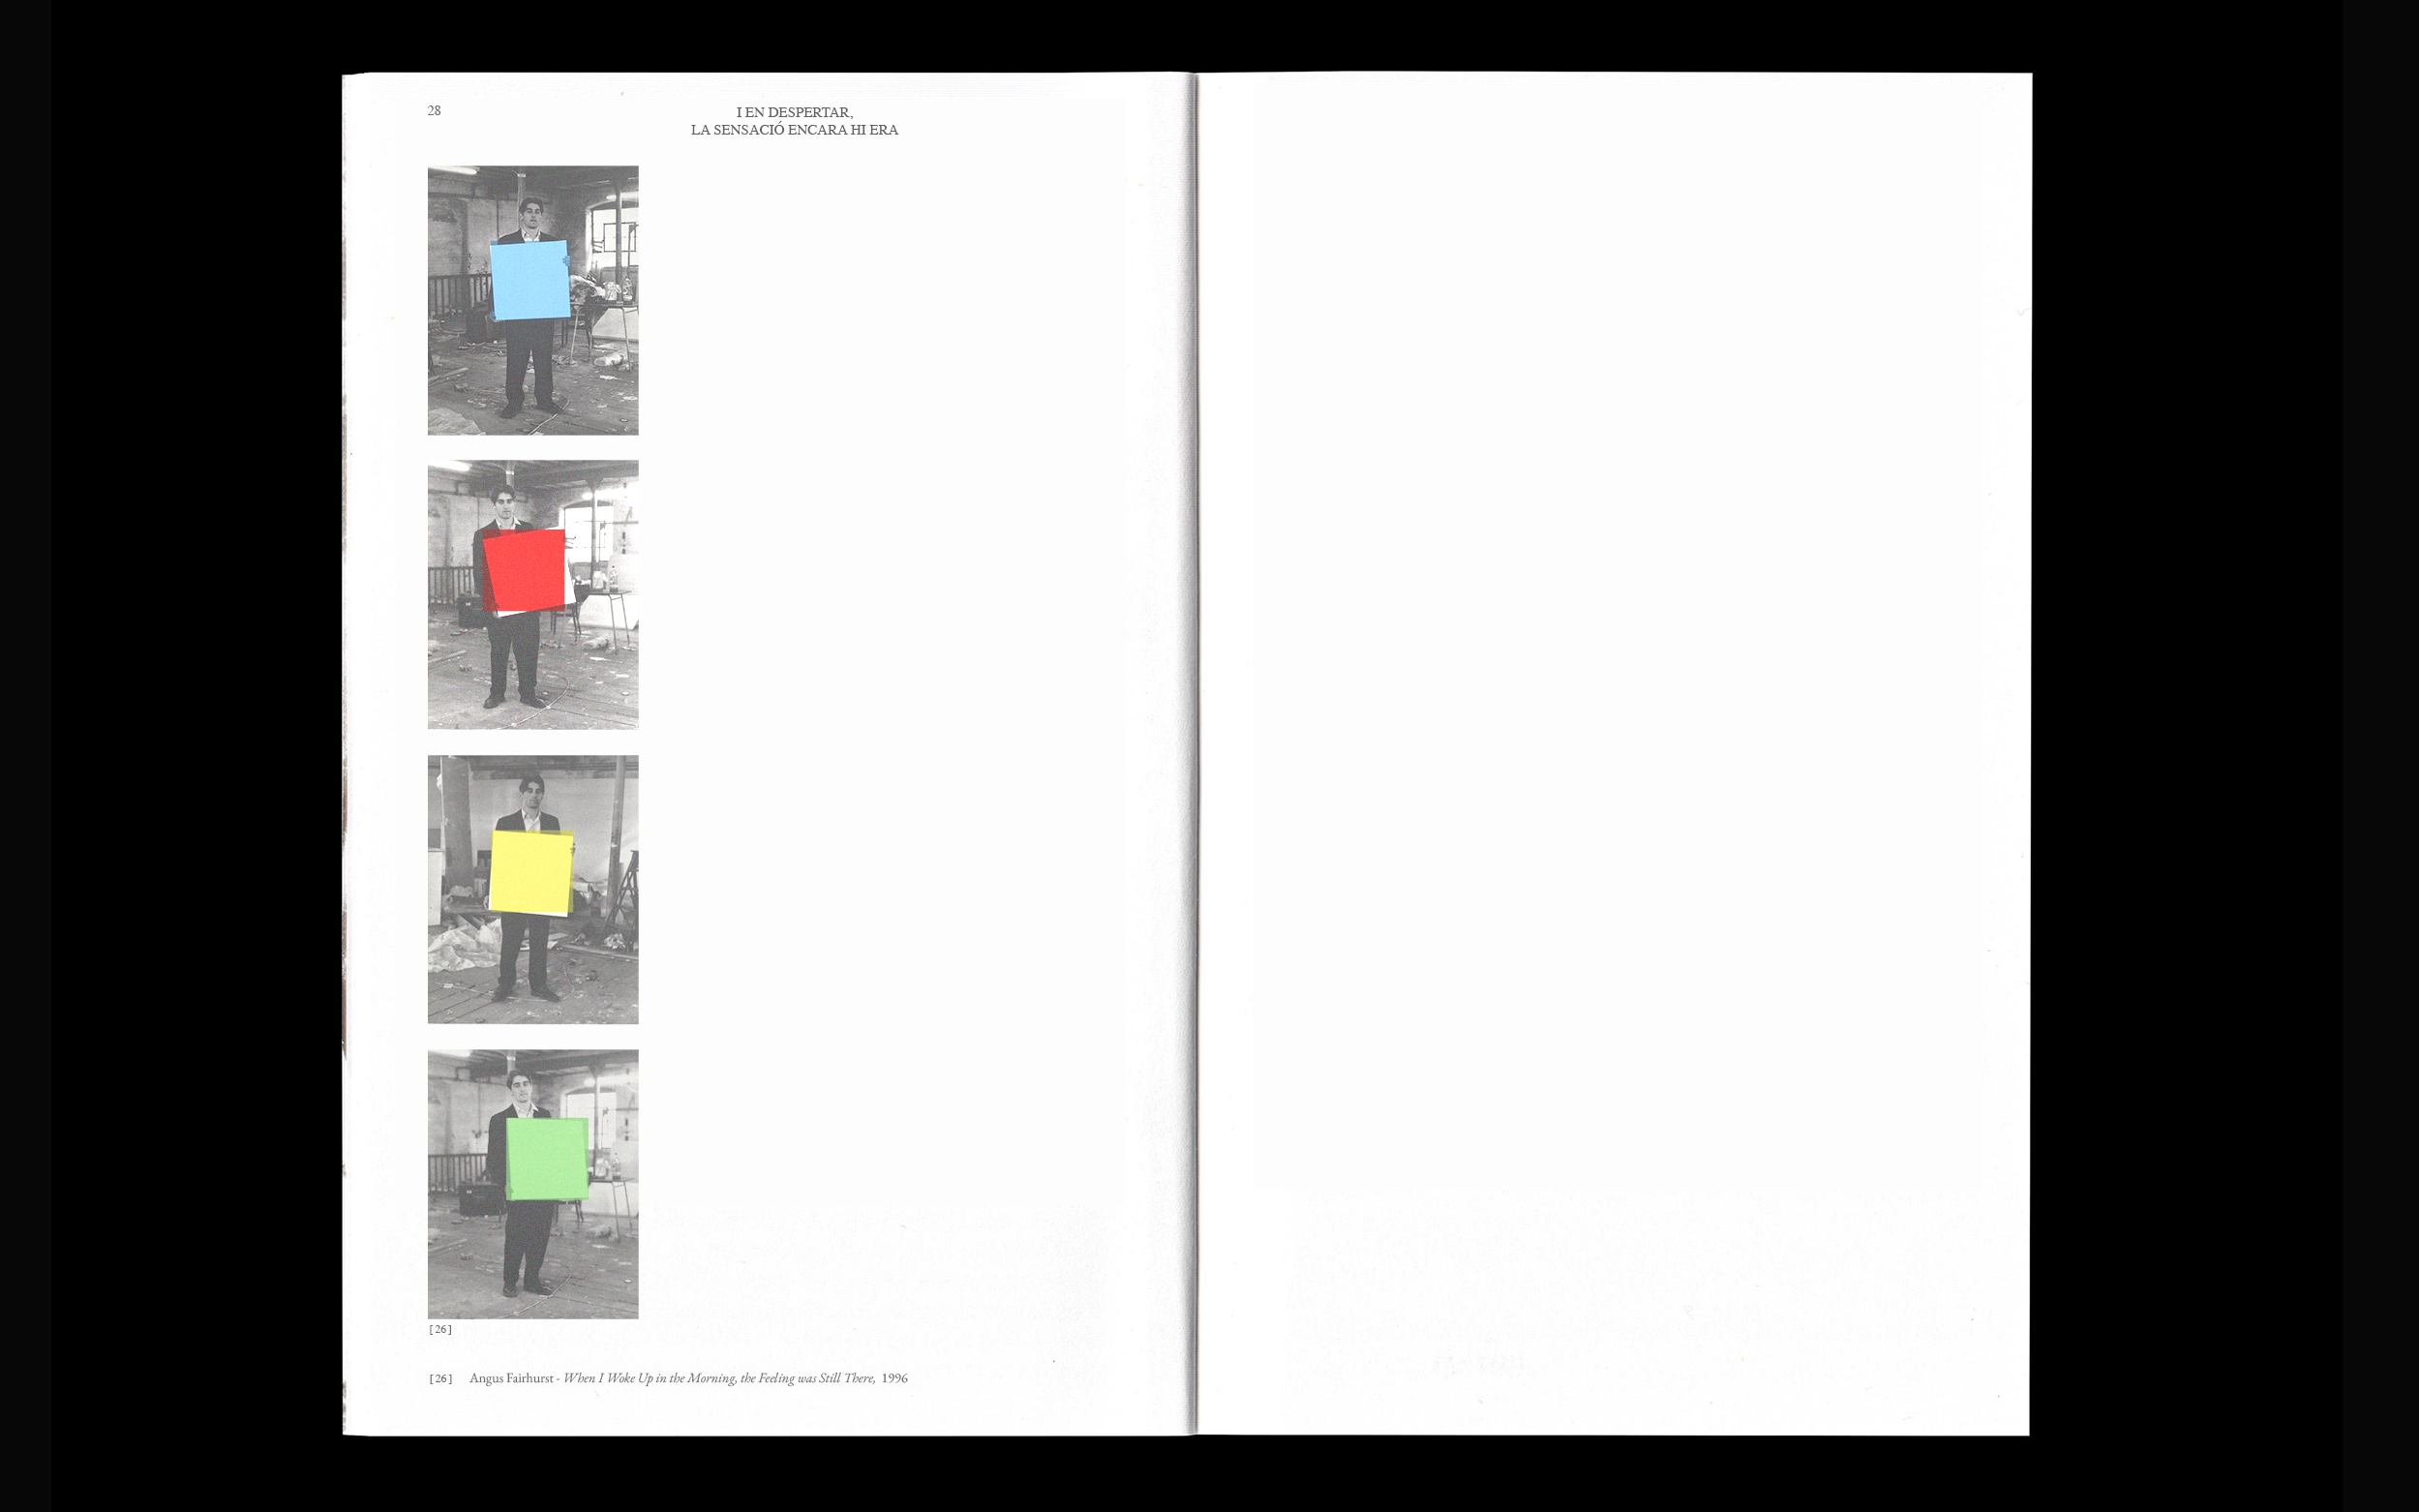 28
I EN DESPERTAR,
LA SENSACIÓ ENCARA HI ERA
[26]
[26] Angus Fairhurst - When I Woke Up in the Morning, the Feeling was Still There, 1996